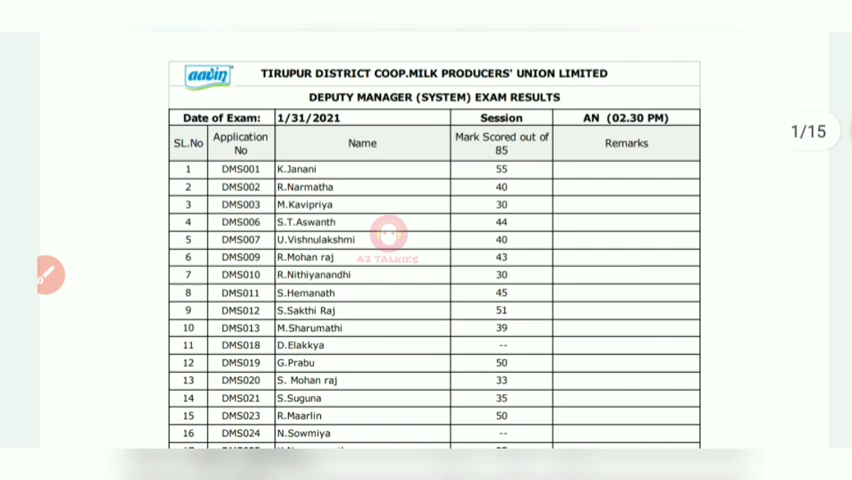 aavin TIRUPUR DISTRICT COOP.MILK PRODUCERS' UNION LIMITED
DEPUTY MANAGER (SYSTEM) EXAM RESULTS
Date of Exam: 1/31/2021 Session AN (02.30 PM)
SL.No Application No Name Mark Scored out of 85 Remarks
1 DMS001 K.Janani 55
2 DMS002 R.Narmatha 40
3 DMS003 M.Kavipriya 30
4 DMS006 S.T.Aswanth 44
5 DMS007 U.Vishnulakshmi 40
6 DMS009 R.Mohan raj 43
7 DMS010 R.Nithiyanandhi 30
8 DMS011 S.Hemanath 45
9 DMS012 S.Sakthi Raj 51
10 DMS013 M.Sharumathi 39
11 DMS018 D.Elakkya --
12 DMS019 G.Prabu 50
13 DMS020 S. Mohan raj 33
14 DMS021 S.Suguna 35
15 DMS023 R.Maarlin 50
16 DMS024 N.Sowmiya --
1/15
AZ TALKIES